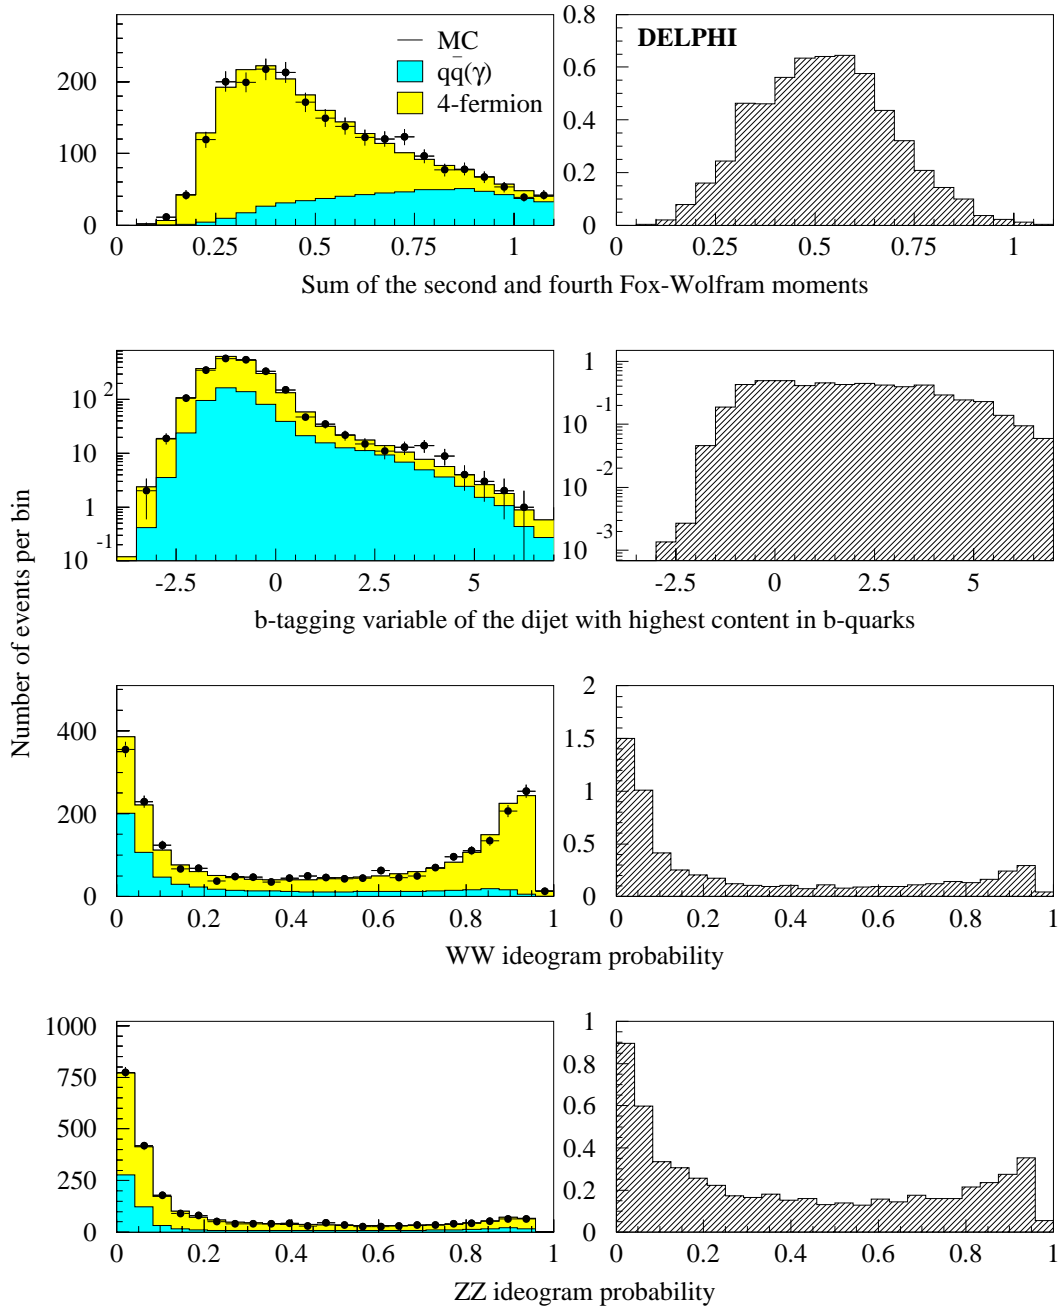 MC
qq̄(γ)
4-fermion
DELPHI
200
100
0
0 0.25 0.5 0.75 1
0.8
0.6
0.4
0.2
0
0 0.25 0.5 0.75 1
Sum of the second and fourth Fox-Wolfram moments
10 2
10
1
10 -1
-2.5 0 2.5 5
1
10 -1
10 -2
10 -3
-2.5 0 2.5 5
b-tagging variable of the dijet with highest content in b-quarks
Number of events per bin
400
200
0
0 0.2 0.4 0.6 0.8 1
2
1.5
1
0.5
0
0 0.2 0.4 0.6 0.8 1
WW ideogram probability
1000
750
500
250
0
0 0.2 0.4 0.6 0.8 1
1
0.8
0.6
0.4
0.2
0
0 0.2 0.4 0.6 0.8 1
ZZ ideogram probability